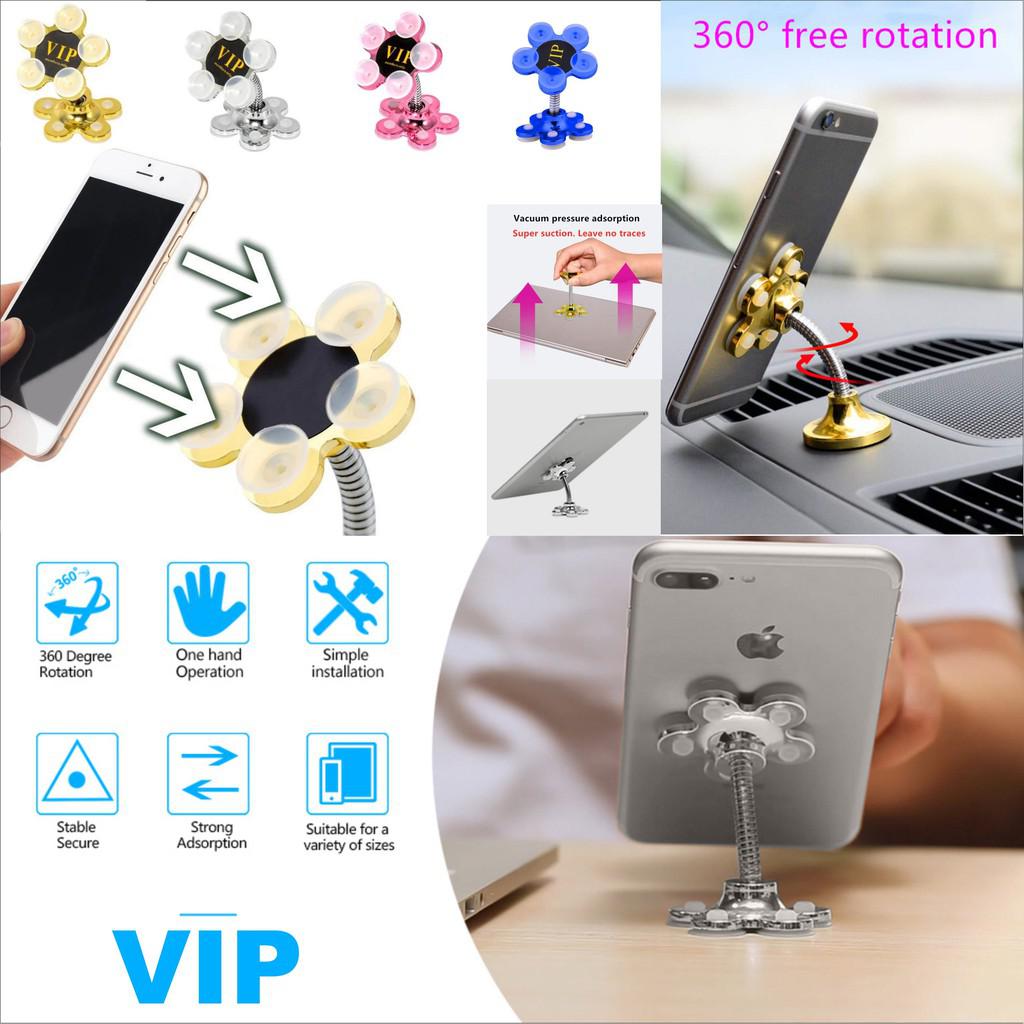 VIP
VIP
VIP
VIP
360° free rotation
Vacuum pressure adsorption
Super suction. Leave no traces
360°
360 Degree
Rotation
One hand
Operation
Simple
installation
Stable
Secure
Strong
Adsorption
Suitable for a
variety of sizes
VIP